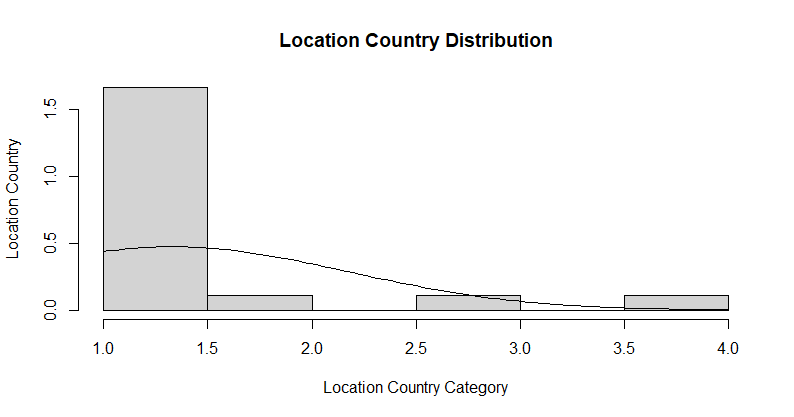 Location Country Distribution
Location Country
1.5
1.0
0.5
0.0
1.0 1.5 2.0 2.5 3.0 3.5 4.0
Location Country Category